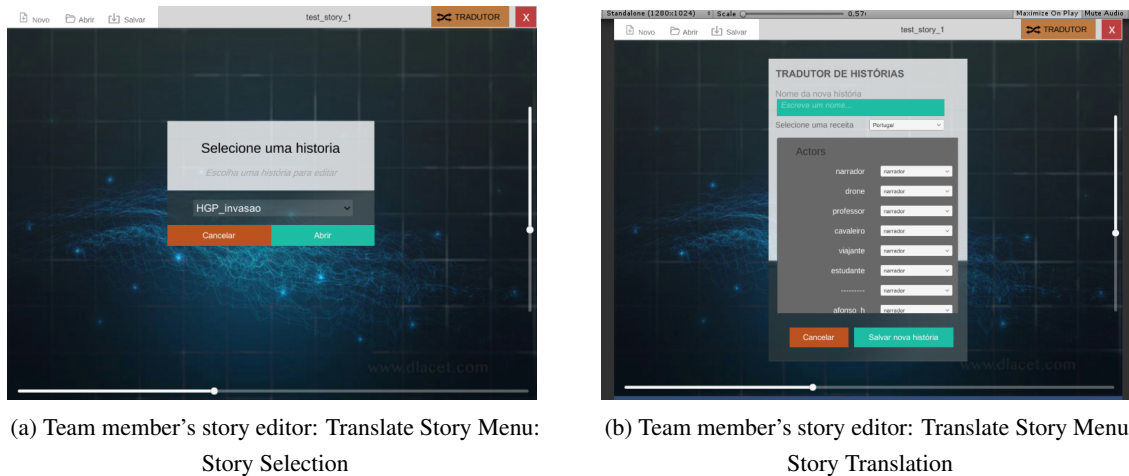 Novo Abrir Salvar test_story_1 TRADUTOR X
Selecione uma historia
Escolha uma história para editar
HGP_invasao
Cancelar Abrir
www.dlacet.com
(a) Team member's story editor: Translate Story Menu:
Story Selection
Standalone (1280x1024) Scale 0.57 Maximize On Play Mute Audio
Novo Abrir Salvar test_story_1 TRADUTOR X
TRADUTOR DE HISTÓRIAS
Nome da nova história
Escreva um nome...
Selecione uma receita Portugal
Actors
narrador narrador
drone narrador
professor narrador
cavaleiro narrador
viajante narrador
estudante narrador
--------- narrador
afonso_h narrador
Cancelar Salvar nova história
www.dlacet.com
(b) Team member's story editor: Translate Story Menu
Story Translation